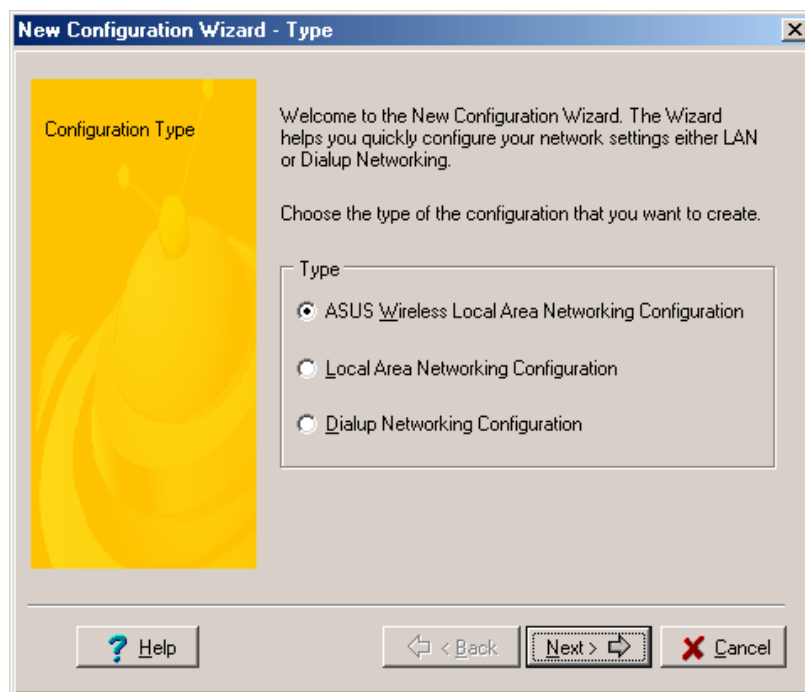 New Configuration Wizard - Type
Configuration Type
Welcome to the New Configuration Wizard. The Wizard
helps you quickly configure your network settings either LAN
or Dialup Networking.
Choose the type of the configuration that you want to create.
Type
ASUS Wireless Local Area Networking Configuration
Local Area Networking Configuration
Dialup Networking Configuration
Help
< Back
Next >
Cancel